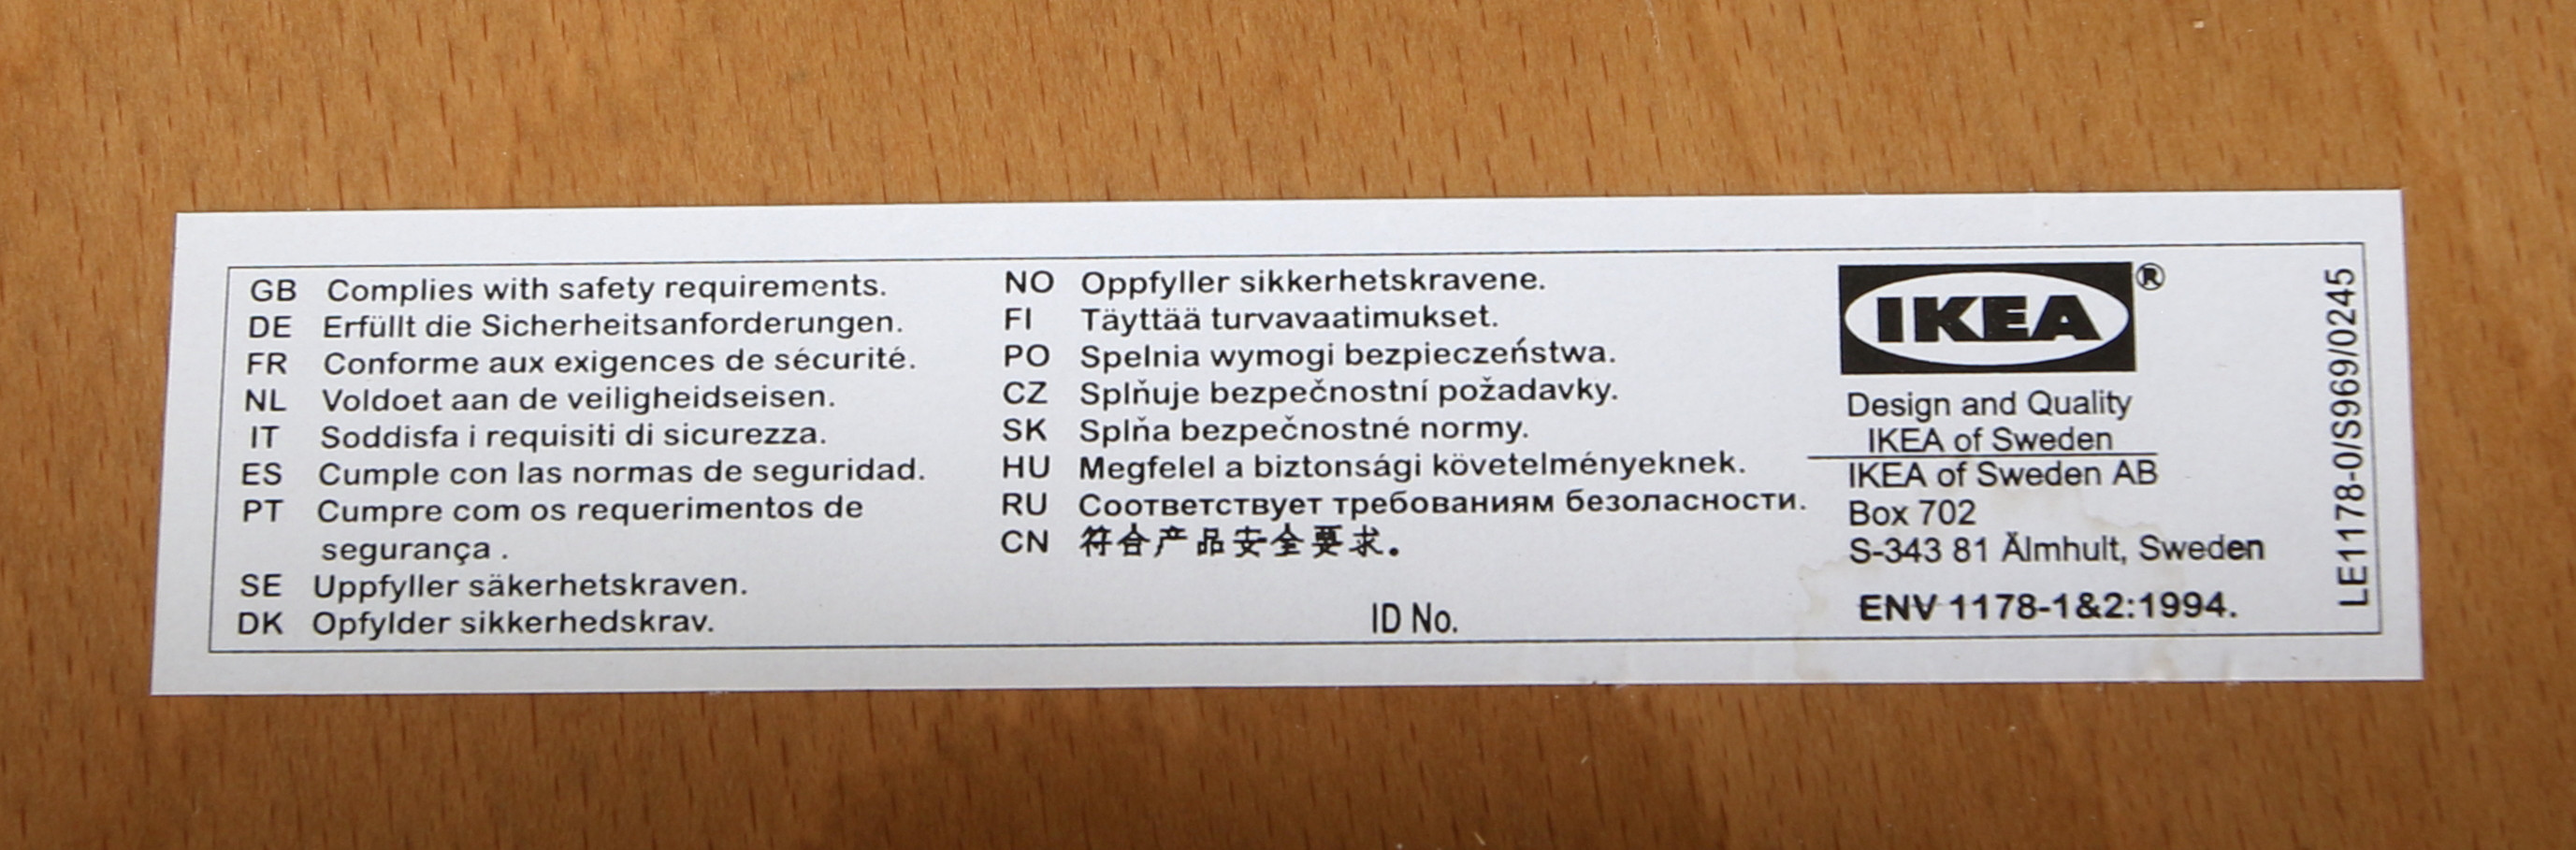 GB Complies with safety requirements.
DE Erfüllt die Sicherheitsanforderungen.
FR Conforme aux exigences de sécurité.
NL Voldoet aan de veiligheidseisen.
IT Soddisfa i requisiti di sicurezza.
ES Cumple con las normas de seguridad.
PT Cumpre com os requerimentos de
segurança .
SE Uppfyller säkerhetskraven.
DK Opfylder sikkerhedskrav.
NO Oppfyller sikkerhetskravene.
FI Täyttää turvavaatimukset.
PO Spelnia wymogi bezpieczeństwa.
CZ Splňuje bezpečnostní požadavky.
SK Splňa bezpečnostné normy.
HU Megfelel a biztonsági követelményeknek.
RU Соответствует требованиям безопасности.
CN 符合产品安全要求。
ID No.
IKEA®
Design and Quality
IKEA of Sweden
IKEA of Sweden AB
Box 702
S-343 81 Älmhult, Sweden
ENV 1178-1&2:1994.
LE1178-0/S969/0245